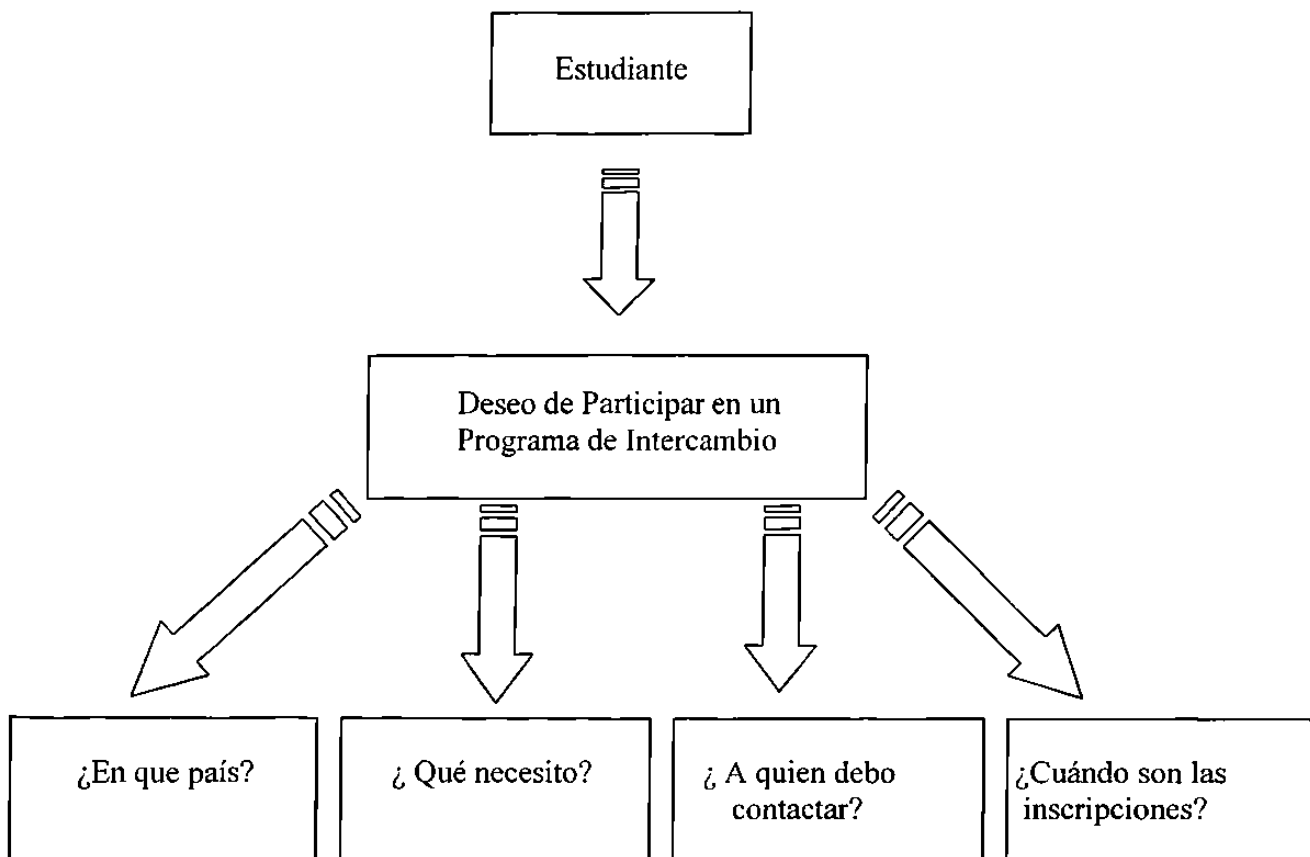 Estudiante
Deseo de Participar en un
Programa de Intercambio
¿En que país?
¿ Qué necesito?
¿ A quien debo
contactar?
¿Cuándo son las
inscripciones?